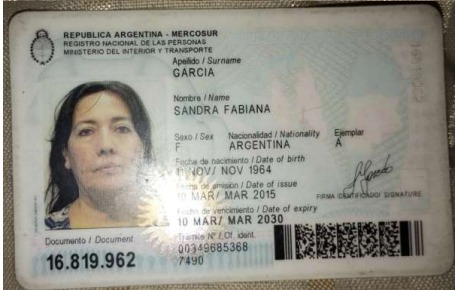 REPUBLICA ARGENTINA - MERCOSUR
REGISTRO NACIONAL DE LAS PERSONAS
MINISTERIO DEL INTERIOR Y TRANSPORTE
Apellido / Surname
GARCIA
Nombre / Name
SANDRA FABIANA
Sexo / Sex Nacionalidad / Nationality Ejemplar
F ARGENTINA A
Fecha de nacimiento / Date of birth
NOV/ NOV 1964
Fecha de emisión / Date of issue
10 MAR/ MAR 2015
FIRMA IDENTIFICADO/ SIGNATURE
Fecha de vencimiento / Date of expiry
10 MAR/ MAR 2030
Documento / Document
Tramite Nº / Of. ident.
00349685368
16.819.962
7490